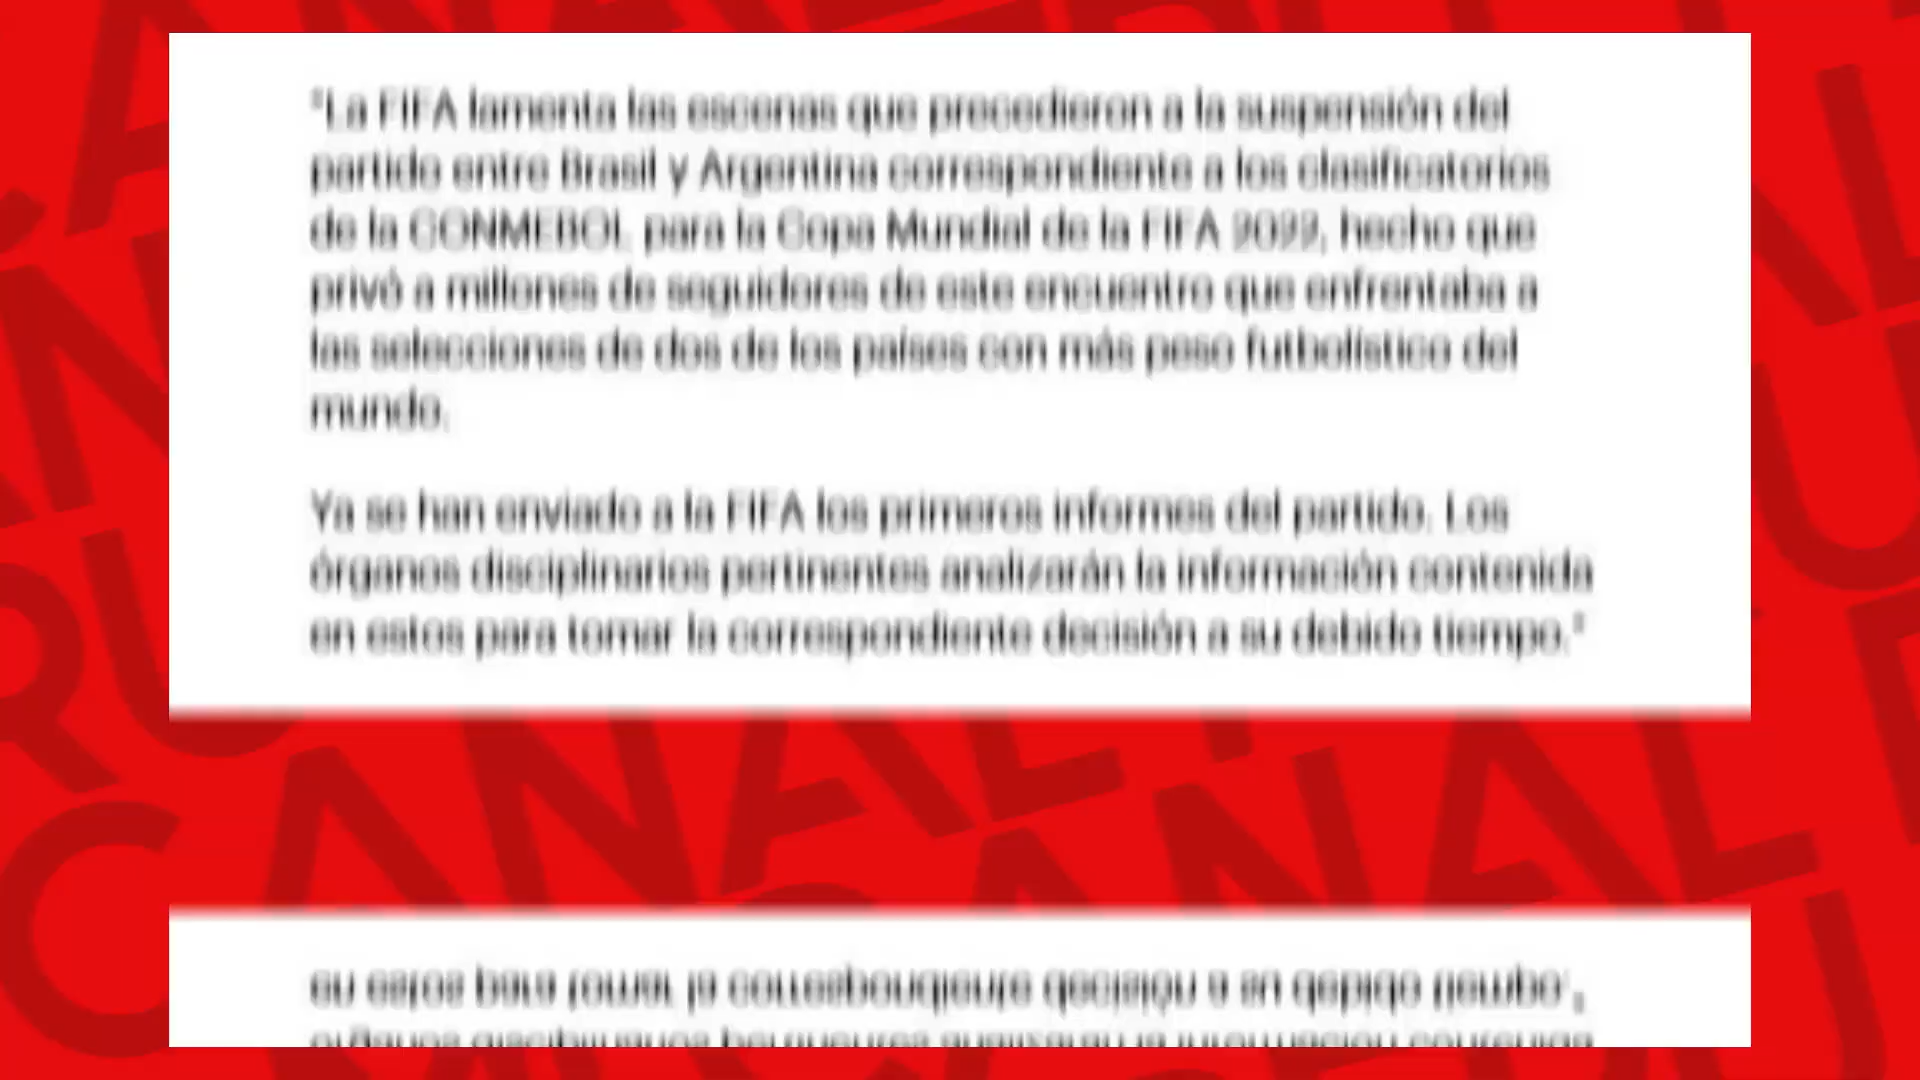 "La FIFA lamenta las escenas que precedieron a la suspensión del
partido entre Brasil y Argentina correspondiente a los clasificatorios
de la CONMEBOL para la Copa Mundial de la FIFA 2022, hecho que
privó a millones de seguidores de este encuentro que enfrentaba a
las selecciones de dos de los países con más peso futbolístico del
mundo.
Ya se han enviado a la FIFA los primeros informes del partido. Los
órganos disciplinarios pertinentes analizarán la información contenida
en estos para tomar la correspondiente decisión a su debido tiempo."